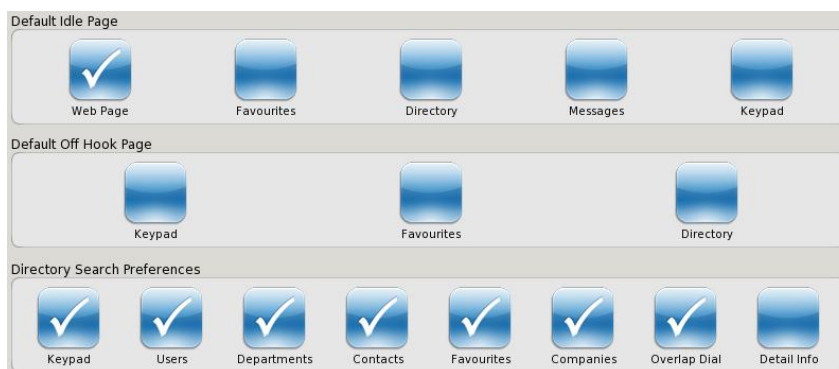 Default Idle Page
Web Page Favourites Directory Messages Keypad
Default Off Hook Page
Keypad Favourites Directory
Directory Search Preferences
Keypad Users Departments Contacts Favourites Companies Overlap Dial Detail Info